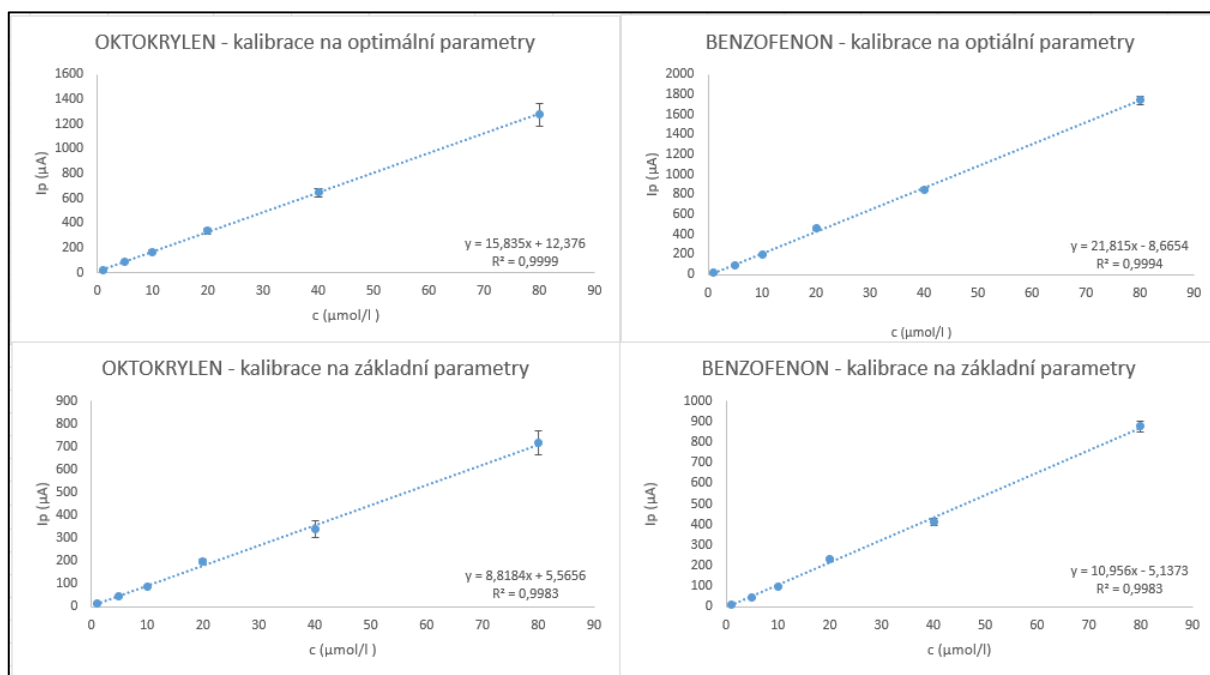 OKTOKRYLEN - kalibrace na optimální parametry
1600
1400
1200
1000
800
600
400
200
0
Ip (µA)
y = 15,835x + 12,376
R² = 0,9999
0 10 20 30 40 50 60 70 80 90
c (µmol/l )
BENZOFENON - kalibrace na optiální parametry
2000
1800
1600
1400
1200
1000
800
600
400
200
0
Ip (µA)
y = 21,815x - 8,6654
R² = 0,9994
0 10 20 30 40 50 60 70 80 90
c (µmol/l )
OKTOKRYLEN - kalibrace na základní parametry
900
800
700
600
500
400
300
200
100
0
Ip (µA)
y = 8,8184x + 5,5656
R² = 0,9983
0 10 20 30 40 50 60 70 80 90
c (µmol/l )
BENZOFENON - kalibrace na základní parametry
1000
900
800
700
600
500
400
300
200
100
0
Ip (µA)
y = 10,956x - 5,1373
R² = 0,9983
0 10 20 30 40 50 60 70 80 90
c (µmol/l)